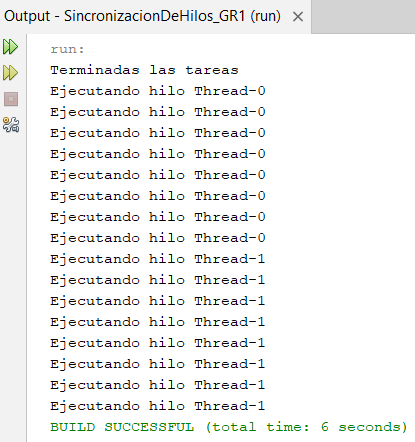 Output - SincronizacionDeHilos_GR1 (run)
run:
Terminadas las tareas
Ejecutando hilo Thread-0
Ejecutando hilo Thread-0
Ejecutando hilo Thread-0
Ejecutando hilo Thread-0
Ejecutando hilo Thread-0
Ejecutando hilo Thread-0
Ejecutando hilo Thread-0
Ejecutando hilo Thread-0
Ejecutando hilo Thread-1
Ejecutando hilo Thread-1
Ejecutando hilo Thread-1
Ejecutando hilo Thread-1
Ejecutando hilo Thread-1
Ejecutando hilo Thread-1
Ejecutando hilo Thread-1
Ejecutando hilo Thread-1
BUILD SUCCESSFUL (total time: 6 seconds)